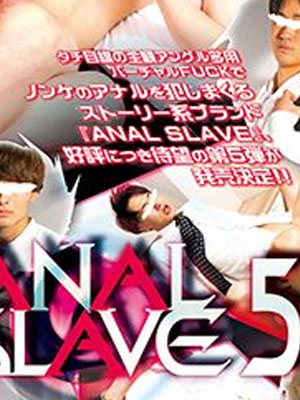 タチ目線の主観アングル多用
バーチャルFUCKで
ノンケのアナルを犯しまくる
ストーリー系ブランド
『ANAL SLAVE』、
好評につき待望の第5弾が
発売決定!!
ANAL
SLAVE 5